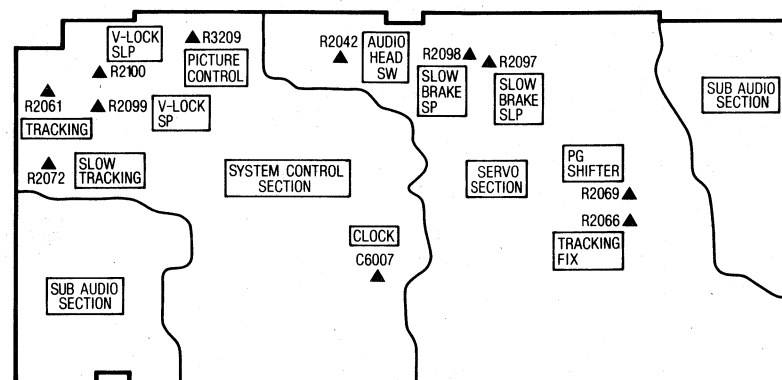 V-LOCK
SLP
R3209
PICTURE
CONTROL
R2100
R2061
TRACKING
R2099
V-LOCK
SP
R2072
SLOW
TRACKING
R2042
AUDIO
HEAD
SW
R2098
SLOW
BRAKE
SP
R2097
SLOW
BRAKE
SLP
SUB AUDIO
SECTION
SYSTEM CONTROL
SECTION
SERVO
SECTION
PG
SHIFTER
R2069
R2066
TRACKING
FIX
CLOCK
C6007
SUB AUDIO
SECTION